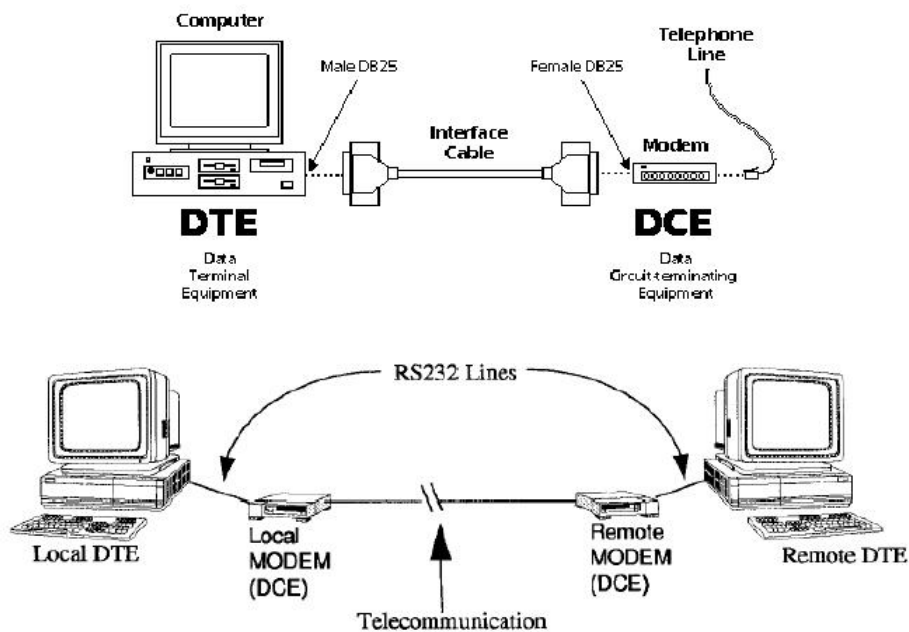 Computer
Telephone
Line
Male DB25
Female DB25
Interface
Cable
Modem
DTE
DCE
Data
Terminal
Equipment
Data
Circuit-terminating
Equipment
RS232 Lines
Local DTE
Local
MODEM
(DCE)
Remote
MODEM
(DCE)
Remote DTE
Telecommunication